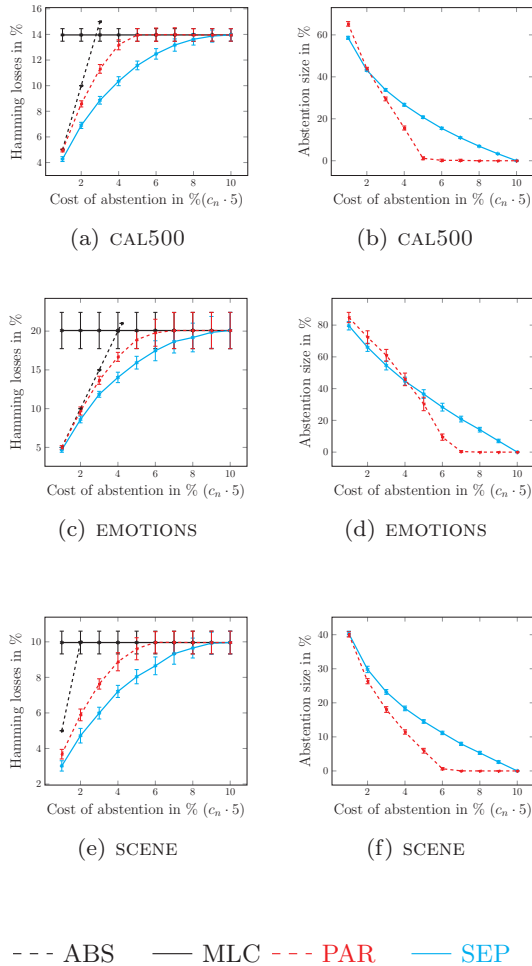 16
14
12
10
8
6
4
2 4 6 8 10
Hamming losses in %
Cost of abstention in %(cₙ · 5)
(a) CAL500
60
40
20
0
2 4 6 8 10
Abstention size in %
Cost of abstention in % (cₙ · 5)
(b) CAL500
20
15
10
5
2 4 6 8 10
Hamming losses in %
Cost of abstention in % (cₙ · 5)
(c) EMOTIONS
80
60
40
20
0
2 4 6 8 10
Abstention size in %
Cost of abstention in % (cₙ · 5)
(d) EMOTIONS
10
8
6
4
2
2 4 6 8 10
Hamming losses in %
Cost of abstention in % (cₙ · 5)
(e) SCENE
40
30
20
10
0
2 4 6 8 10
Abstention size in %
Cost of abstention in % (cₙ · 5)
(f) SCENE
ABS MLC PAR SEP